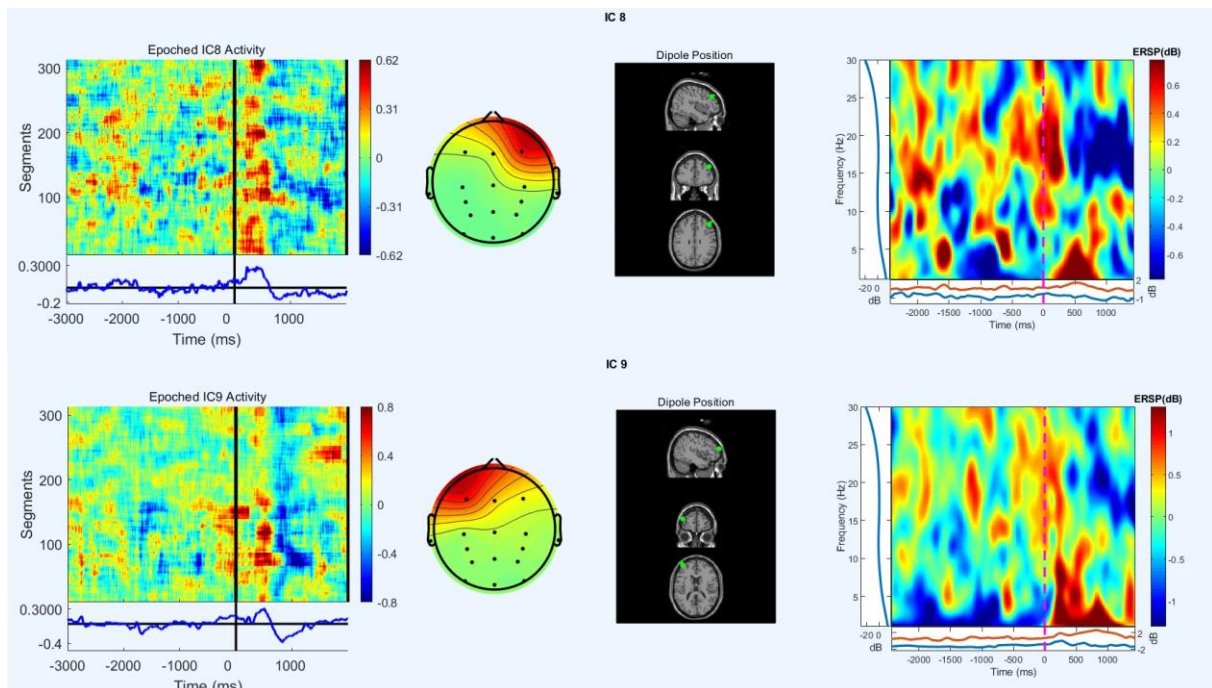 IC 8
Epoched IC8 Activity
Segments
300
200
100
0.62
0.31
0
-0.31
-0.62
0.3000
-0.2
-3000 -2000 -1000 0 1000
Time (ms)
Dipole Position
ERSP(dB)
Frequency (Hz)
30
25
20
15
10
5
0.6
0.4
0.2
0
-0.2
-0.4
-0.6
-20 0
dB
2
-1
dB
-2000 -1500 -1000 -500 0 500 1000
Time (ms)
IC 9
Epoched IC9 Activity
Segments
300
200
100
0.8
0.4
0
-0.4
-0.8
0.3000
-0.4
-3000 -2000 -1000 0 1000
Time (ms)
Dipole Position
ERSP(dB)
Frequency (Hz)
30
25
20
15
10
5
1
0.5
0
-0.5
-1
-20 0
dB
2
-2
dB
-2000 -1500 -1000 -500 0 500 1000
Time (ms)